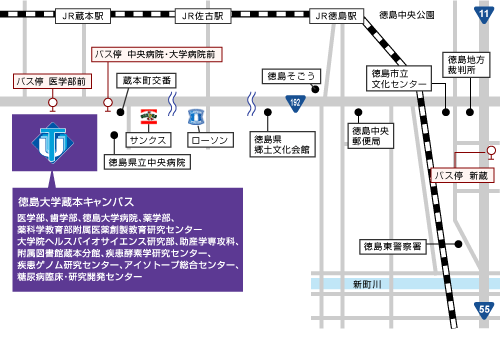 JR蔵本駅
JR佐古駅
JR徳島駅
徳島中央公園
11
バス停 中央病院・大学病院前
バス停 医学部前
蔵本町交番
徳島そごう
徳島市立
文化センター
徳島地方
裁判所
192
サンクス
ローソン
徳島県
郷土文化会館
徳島中央
郵便局
徳島県立中央病院
バス停 新蔵
徳島大学蔵本キャンパス
医学部、歯学部、徳島大学病院、薬学部、
薬科学教育部附属医薬創製教育研究センター
大学院ヘルスバイオサイエンス研究部、助産学専攻科、
附属図書館蔵本分館、疾患酵素学研究センター、
疾患ゲノム研究センター、アイソトープ総合センター、
糖尿病臨床・研究開発センター
徳島東警察署
新町川
55